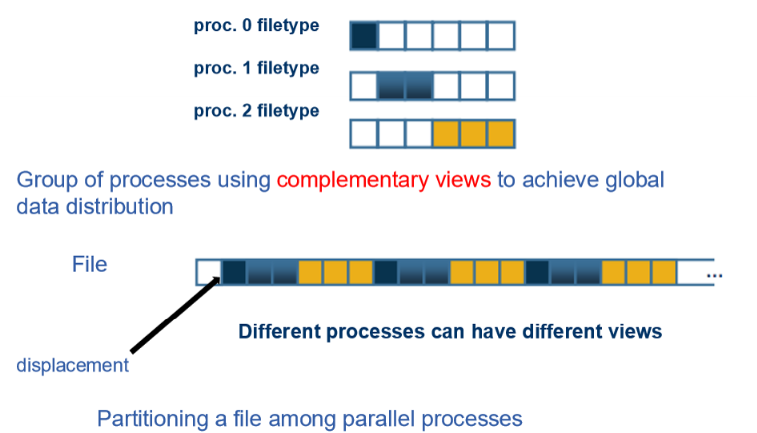 proc. 0 filetype
proc. 1 filetype
proc. 2 filetype
Group of processes using complementary views to achieve global
data distribution
File
...
Different processes can have different views
displacement
Partitioning a file among parallel processes